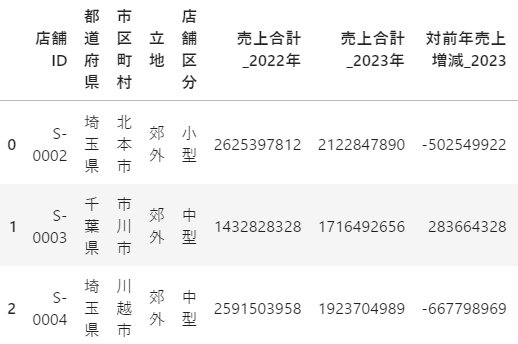 店舗ID 都道府県 市区町村 立地 店舗区分 売上合計_2022年 売上合計_2023年 対前年売上増減_2023
0 S-0002 埼玉県 北本市 郊外 小型 2625397812 2122847890 -502549922
1 S-0003 千葉県 市川市 郊外 中型 1432828328 1716492656 283664328
2 S-0004 埼玉県 川越市 郊外 中型 2591503958 1923704989 -667798969